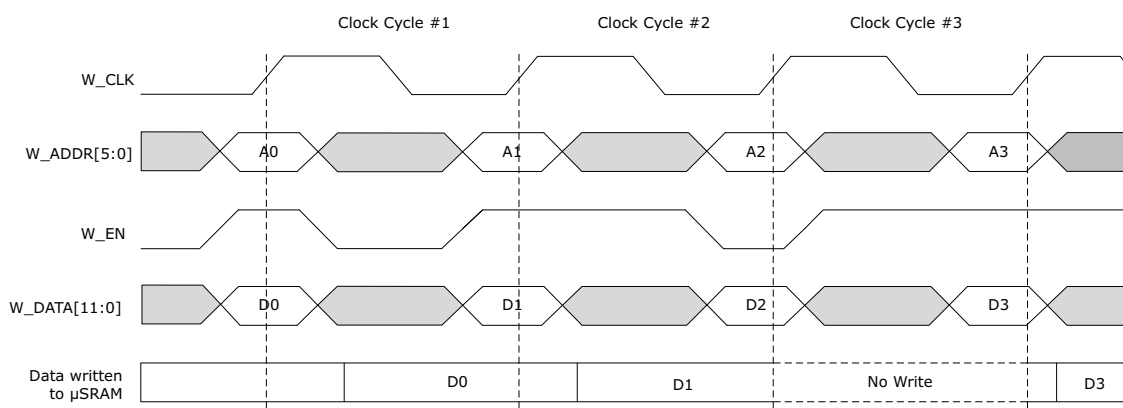 Clock Cycle #1 Clock Cycle #2 Clock Cycle #3
W_CLK
W_ADDR[5:0] A0 A1 A2 A3
W_EN
W_DATA[11:0] D0 D1 D2 D3
Data written
to µSRAM D0 D1 No Write D3